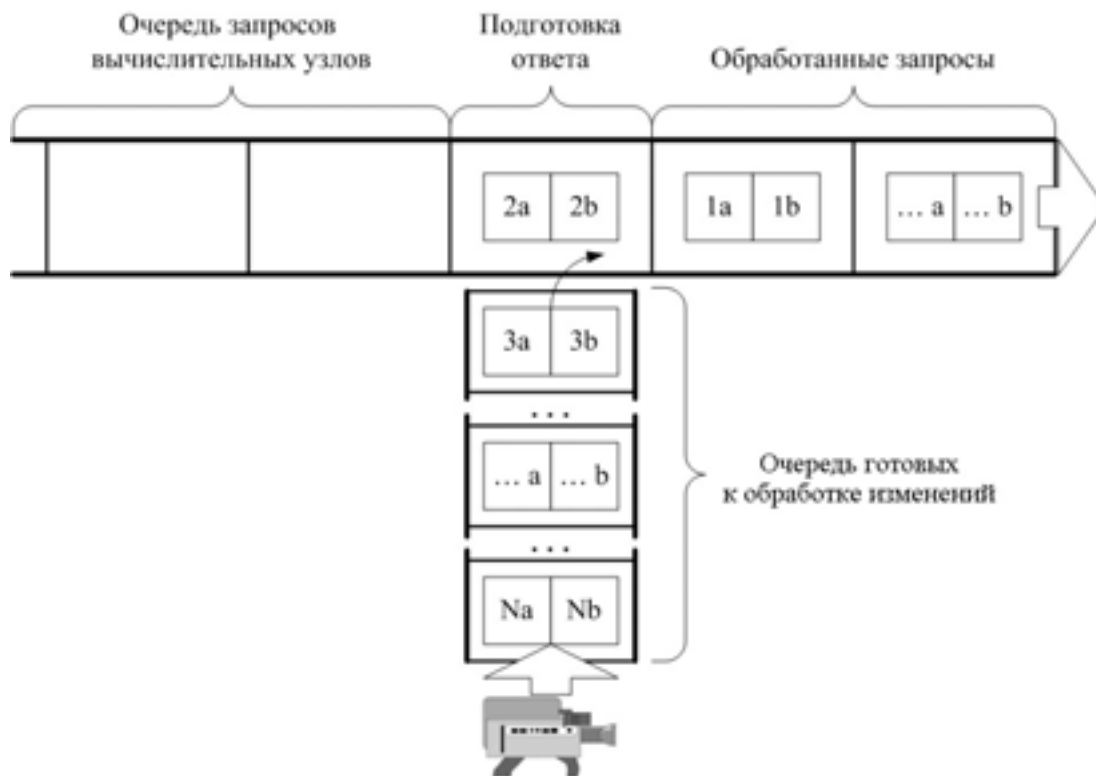 Очередь запросов
вычислительных узлов
Подготовка
ответа
Обработанные запросы
2a 2b
1a 1b
... a ... b
3a 3b
...
... a ... b
...
Na Nb
Очередь готовых
к обработке изменений